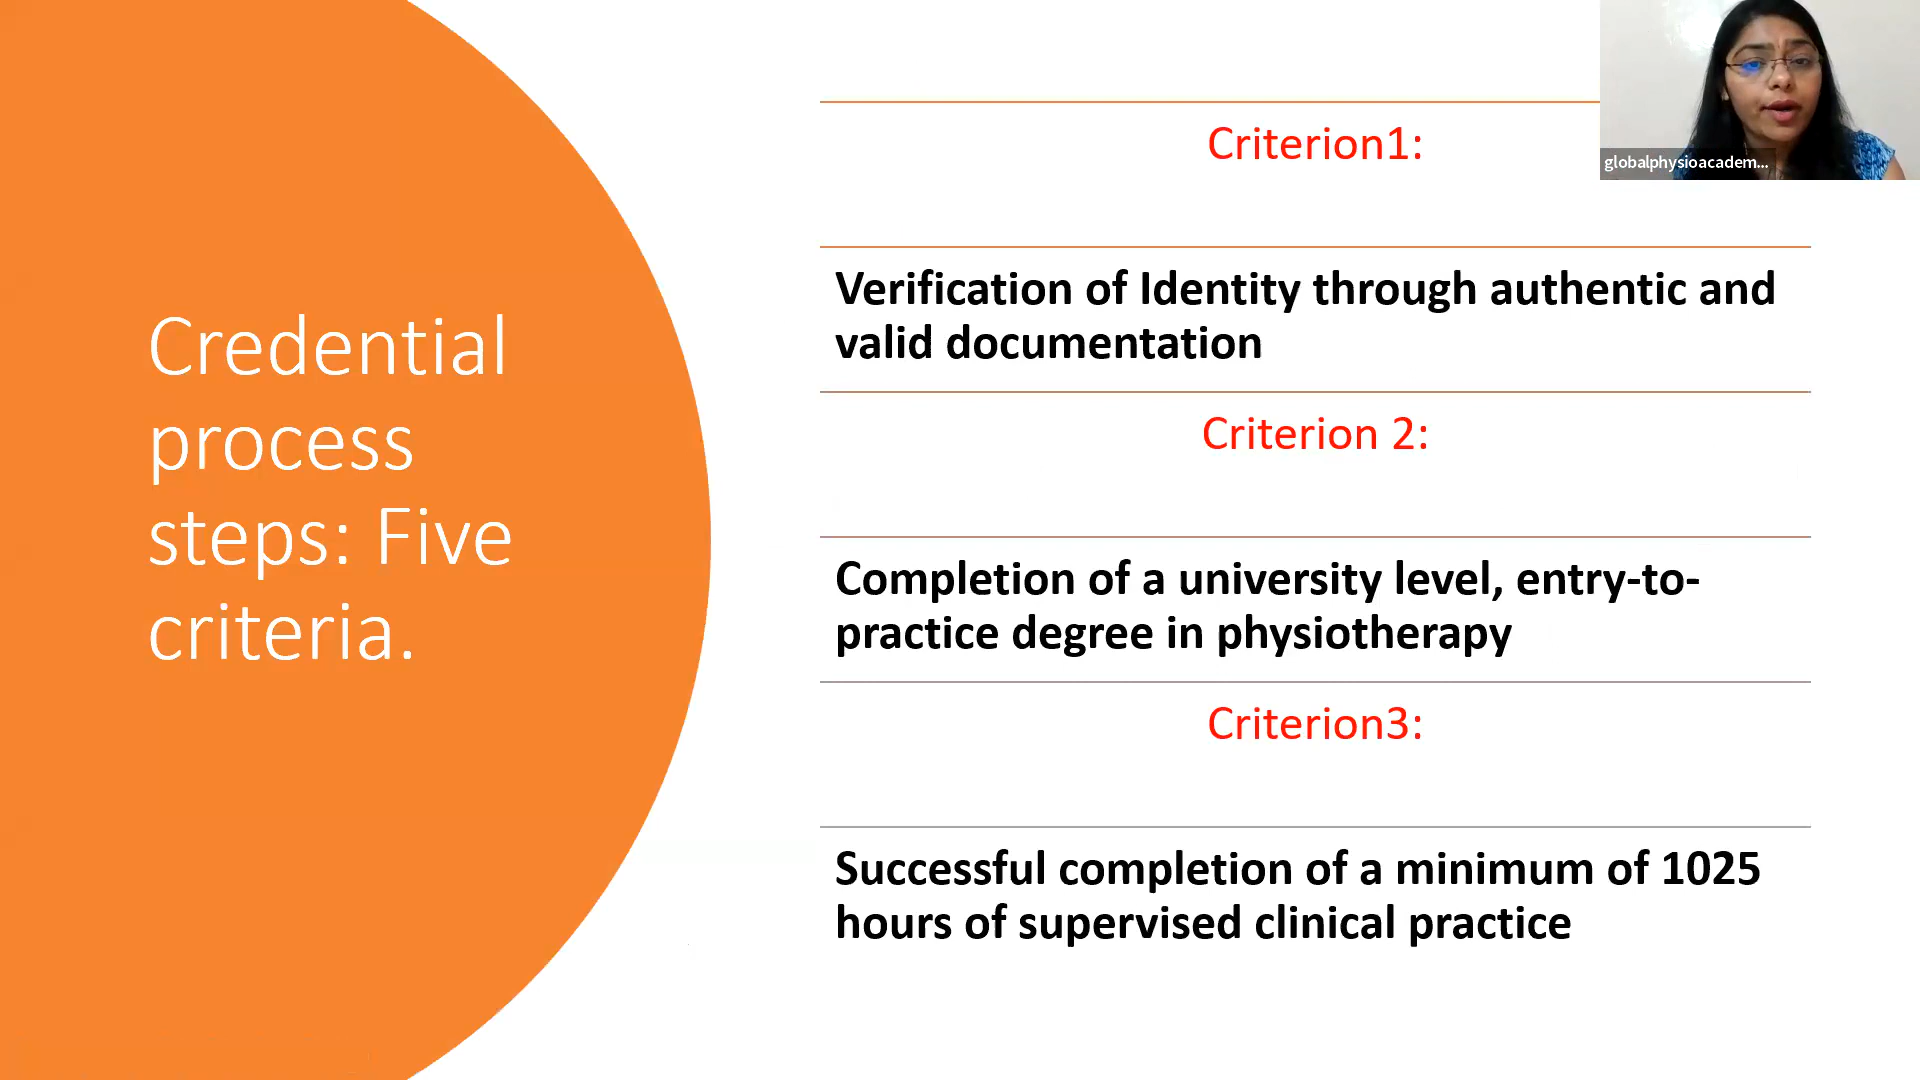 Credential
process
steps: Five
criteria.
Criterion1:
Verification of Identity through authentic and
valid documentation
Criterion 2:
Completion of a university level, entry-to-
practice degree in physiotherapy
Criterion3:
Successful completion of a minimum of 1025
hours of supervised clinical practice
globalphysioacadem...